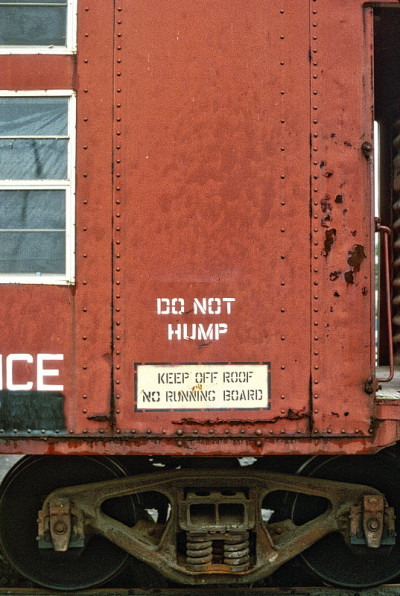 DO NOT
HUMP
ICE
KEEP OFF ROOF
NO RUNNING BOARD